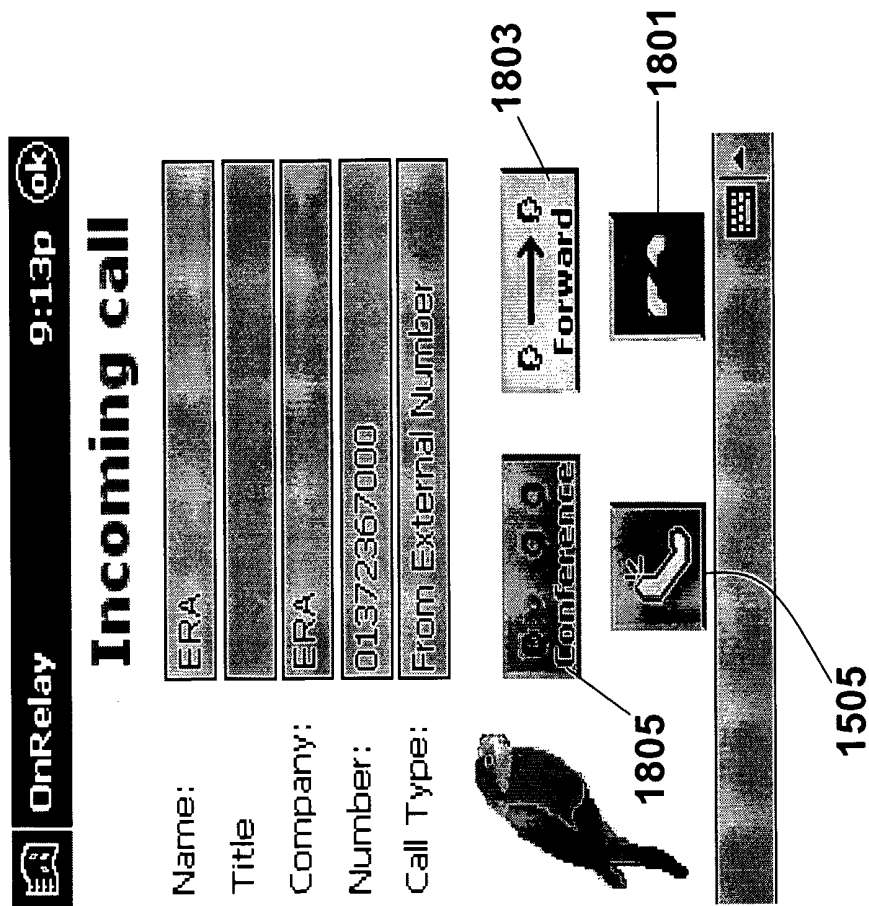 OnRelay 9:13p ok
Incoming call
Name: ERA
Title
Company: ERA
Number: 01372367000
Call Type: From External Number
Conference Forward
1803
1805
1801
1505